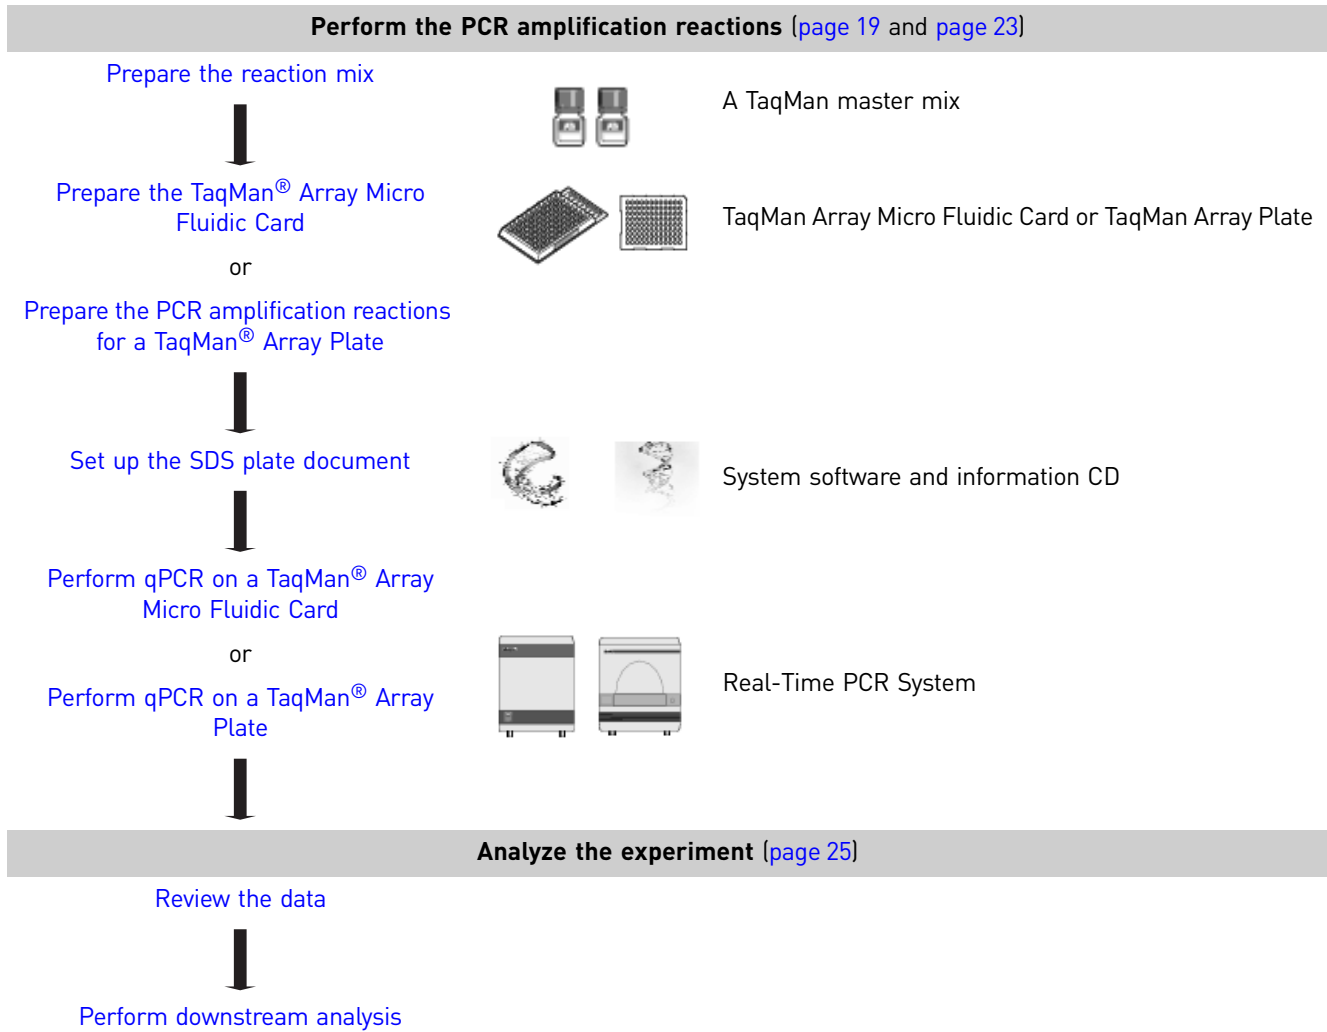 Perform the PCR amplification reactions (page 19 and page 23)
Prepare the reaction mix
A TaqMan master mix
Prepare the TaqMan® Array Micro
Fluidic Card
TaqMan Array Micro Fluidic Card or TaqMan Array Plate
or
Prepare the PCR amplification reactions
for a TaqMan® Array Plate
Set up the SDS plate document
System software and information CD
Perform qPCR on a TaqMan® Array
Micro Fluidic Card
or
Perform qPCR on a TaqMan® Array
Plate
Real-Time PCR System
Analyze the experiment (page 25)
Review the data
Perform downstream analysis